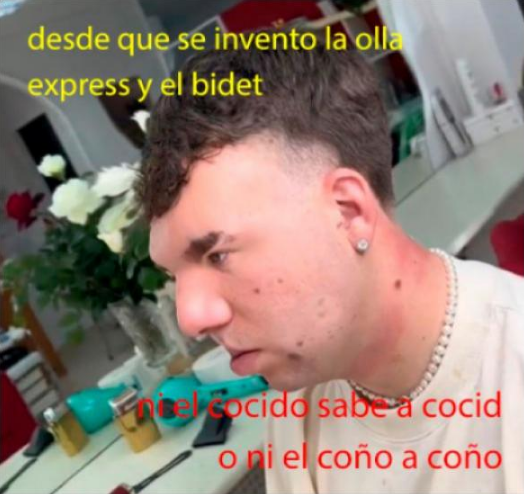 desde que se invento la olla
express y el bidet
ni el cocido sabe a cocid
o ni el coño a coño